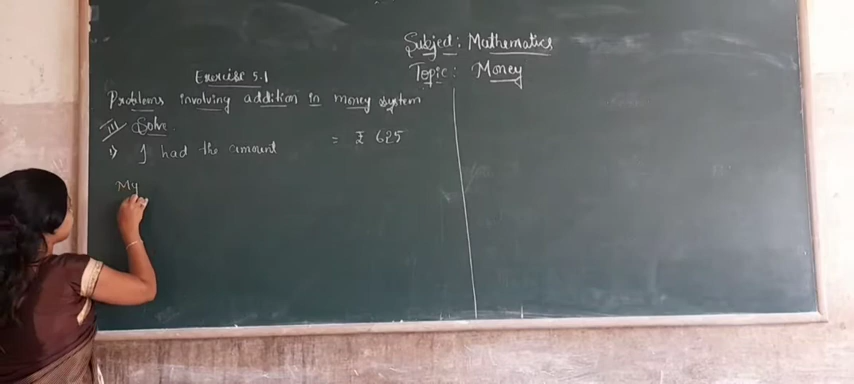 Subject: Mathematics
Topic: Money
Exercise 5.1
Problems involving addition in money system
III Solve
1) I had the amount = ₹ 625
My